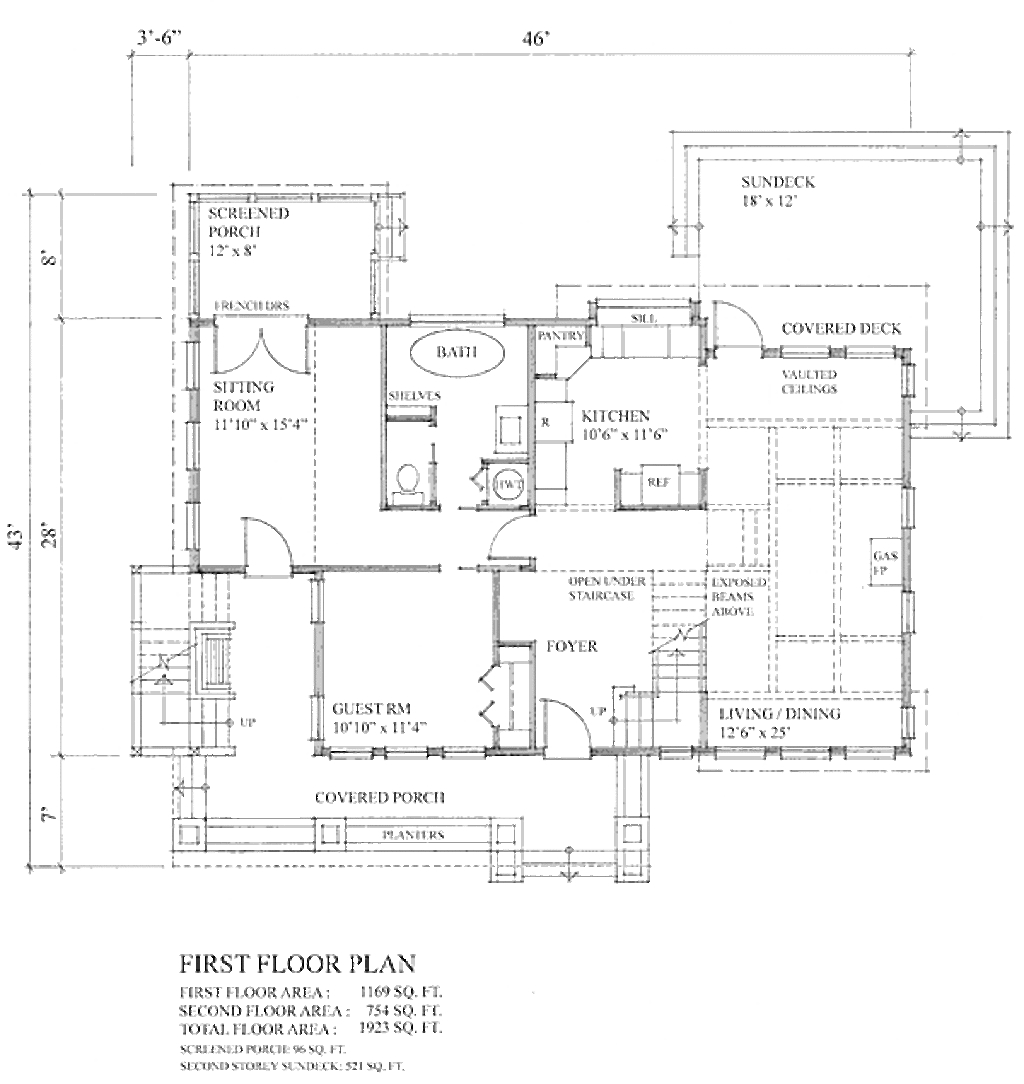 3'-6"
46'
SUNDECK
18' x 12'
SCREENED
PORCH
12' x 8'
8'
FRENCH DRS
SILL
COVERED DECK
PANTRY
BATH
VAULTED
CEILINGS
SITTING
ROOM
11'10" x 15'4"
SHELVES
KITCHEN
10'6" x 11'6"
R
HWT
REF
43'
28'
GAS
FP
OPEN UNDER
STAIRCASE
EXPOSED
BEAMS
ABOVE
FOYER
UP
GUEST RM
10'10" x 11'4"
UP
LIVING / DINING
12'6" x 25'
7'
COVERED PORCH
PLANTERS
FIRST FLOOR PLAN
FIRST FLOOR AREA : 1169 SQ. FT.
SECOND FLOOR AREA : 754 SQ. FT.
TOTAL FLOOR AREA : 1923 SQ. FT.
SCREENED PORCH: 96 SQ. FT.
SECOND STOREY SUNDECK: 521 SQ. FT.